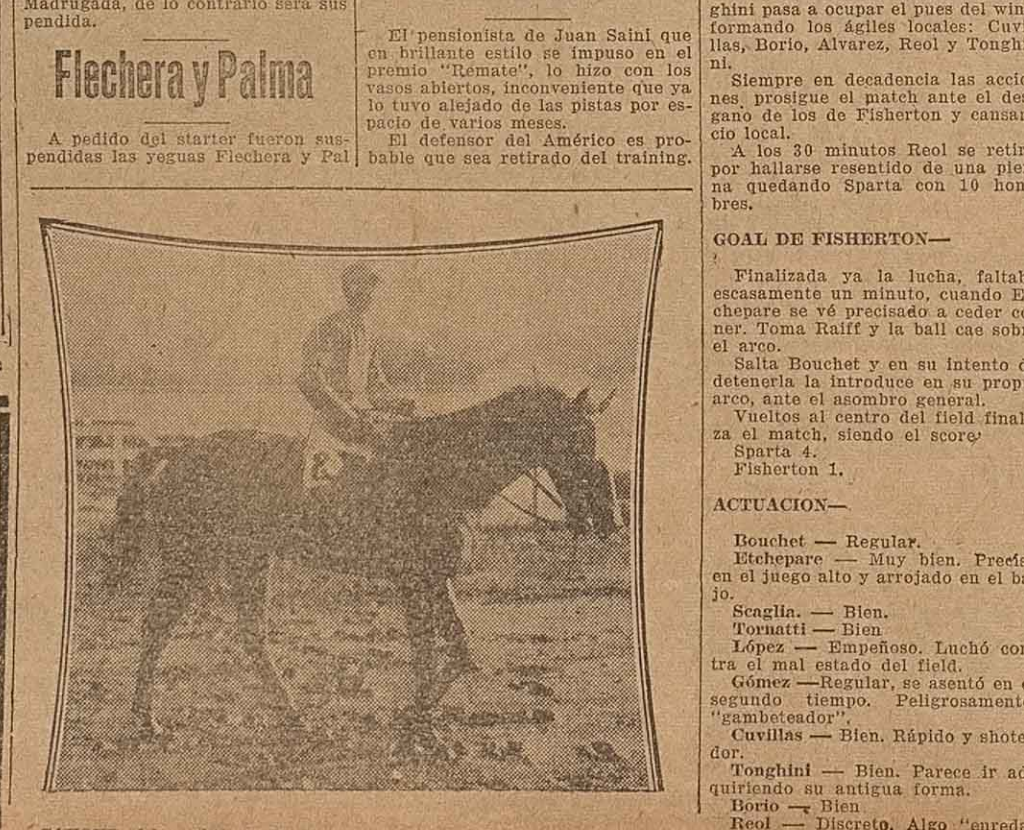 Madrugada, de lo contrario será sus
pendida.
Flechera y Palma
A pedido del starter fueron sus-
pendidas las yeguas Flechera y Pal
El pensionista de Juan Saini que
en brillante estilo se impuso en el
premio "Remate", lo hizo con los
vasos abiertos, inconveniente que ya
lo tuvo alejado de las pistas por es-
pacio de varios meses.
El defensor del Américo es pro-
bable que sea retirado del training.
ghini pasa a ocupar el pues del win
formando los ágiles locales: Cuvi
llas, Borio, Alvarez, Reol y Tonghi
ni.
Siempre en decadencia las accio
nes prosigue el match ante el des
gano de los de Fisherton y cansan
cio local.
A los 30 minutos Reol se retir
por hallarse resentido de una pier
na quedando Sparta con 10 hom
bres.
GOAL DE FISHERTON—
Finalizada ya la lucha, faltab
escasamente un minuto, cuando E
chepare se vé precisado a ceder co
ner. Toma Raiff y la ball cae sobr
el arco.
Salta Bouchet y en su intento d
detenerla la introduce en su propi
arco, ante el asombro general.
Vueltos al centro del field final
za el match, siendo el score
Sparta 4.
Fisherton 1.
ACTUACION—
Bouchet — Regular.
Etchepare — Muy bien. Precis
en el juego alto y arrojado en el ba
jo.
Scaglia. — Bien.
Tornatti — Bien
López — Empeñoso. Luchó con
tra el mal estado del field.
Gómez —Regular, se asentó en e
segundo tiempo. Peligrosamente
"gambeteador".
Cuvillas — Bien. Rápido y shote
dor.
Tonghini — Bien. Parece ir ad
quiriendo su antigua forma.
Borio — Bien
Reol — Discreto. Algo "enreda